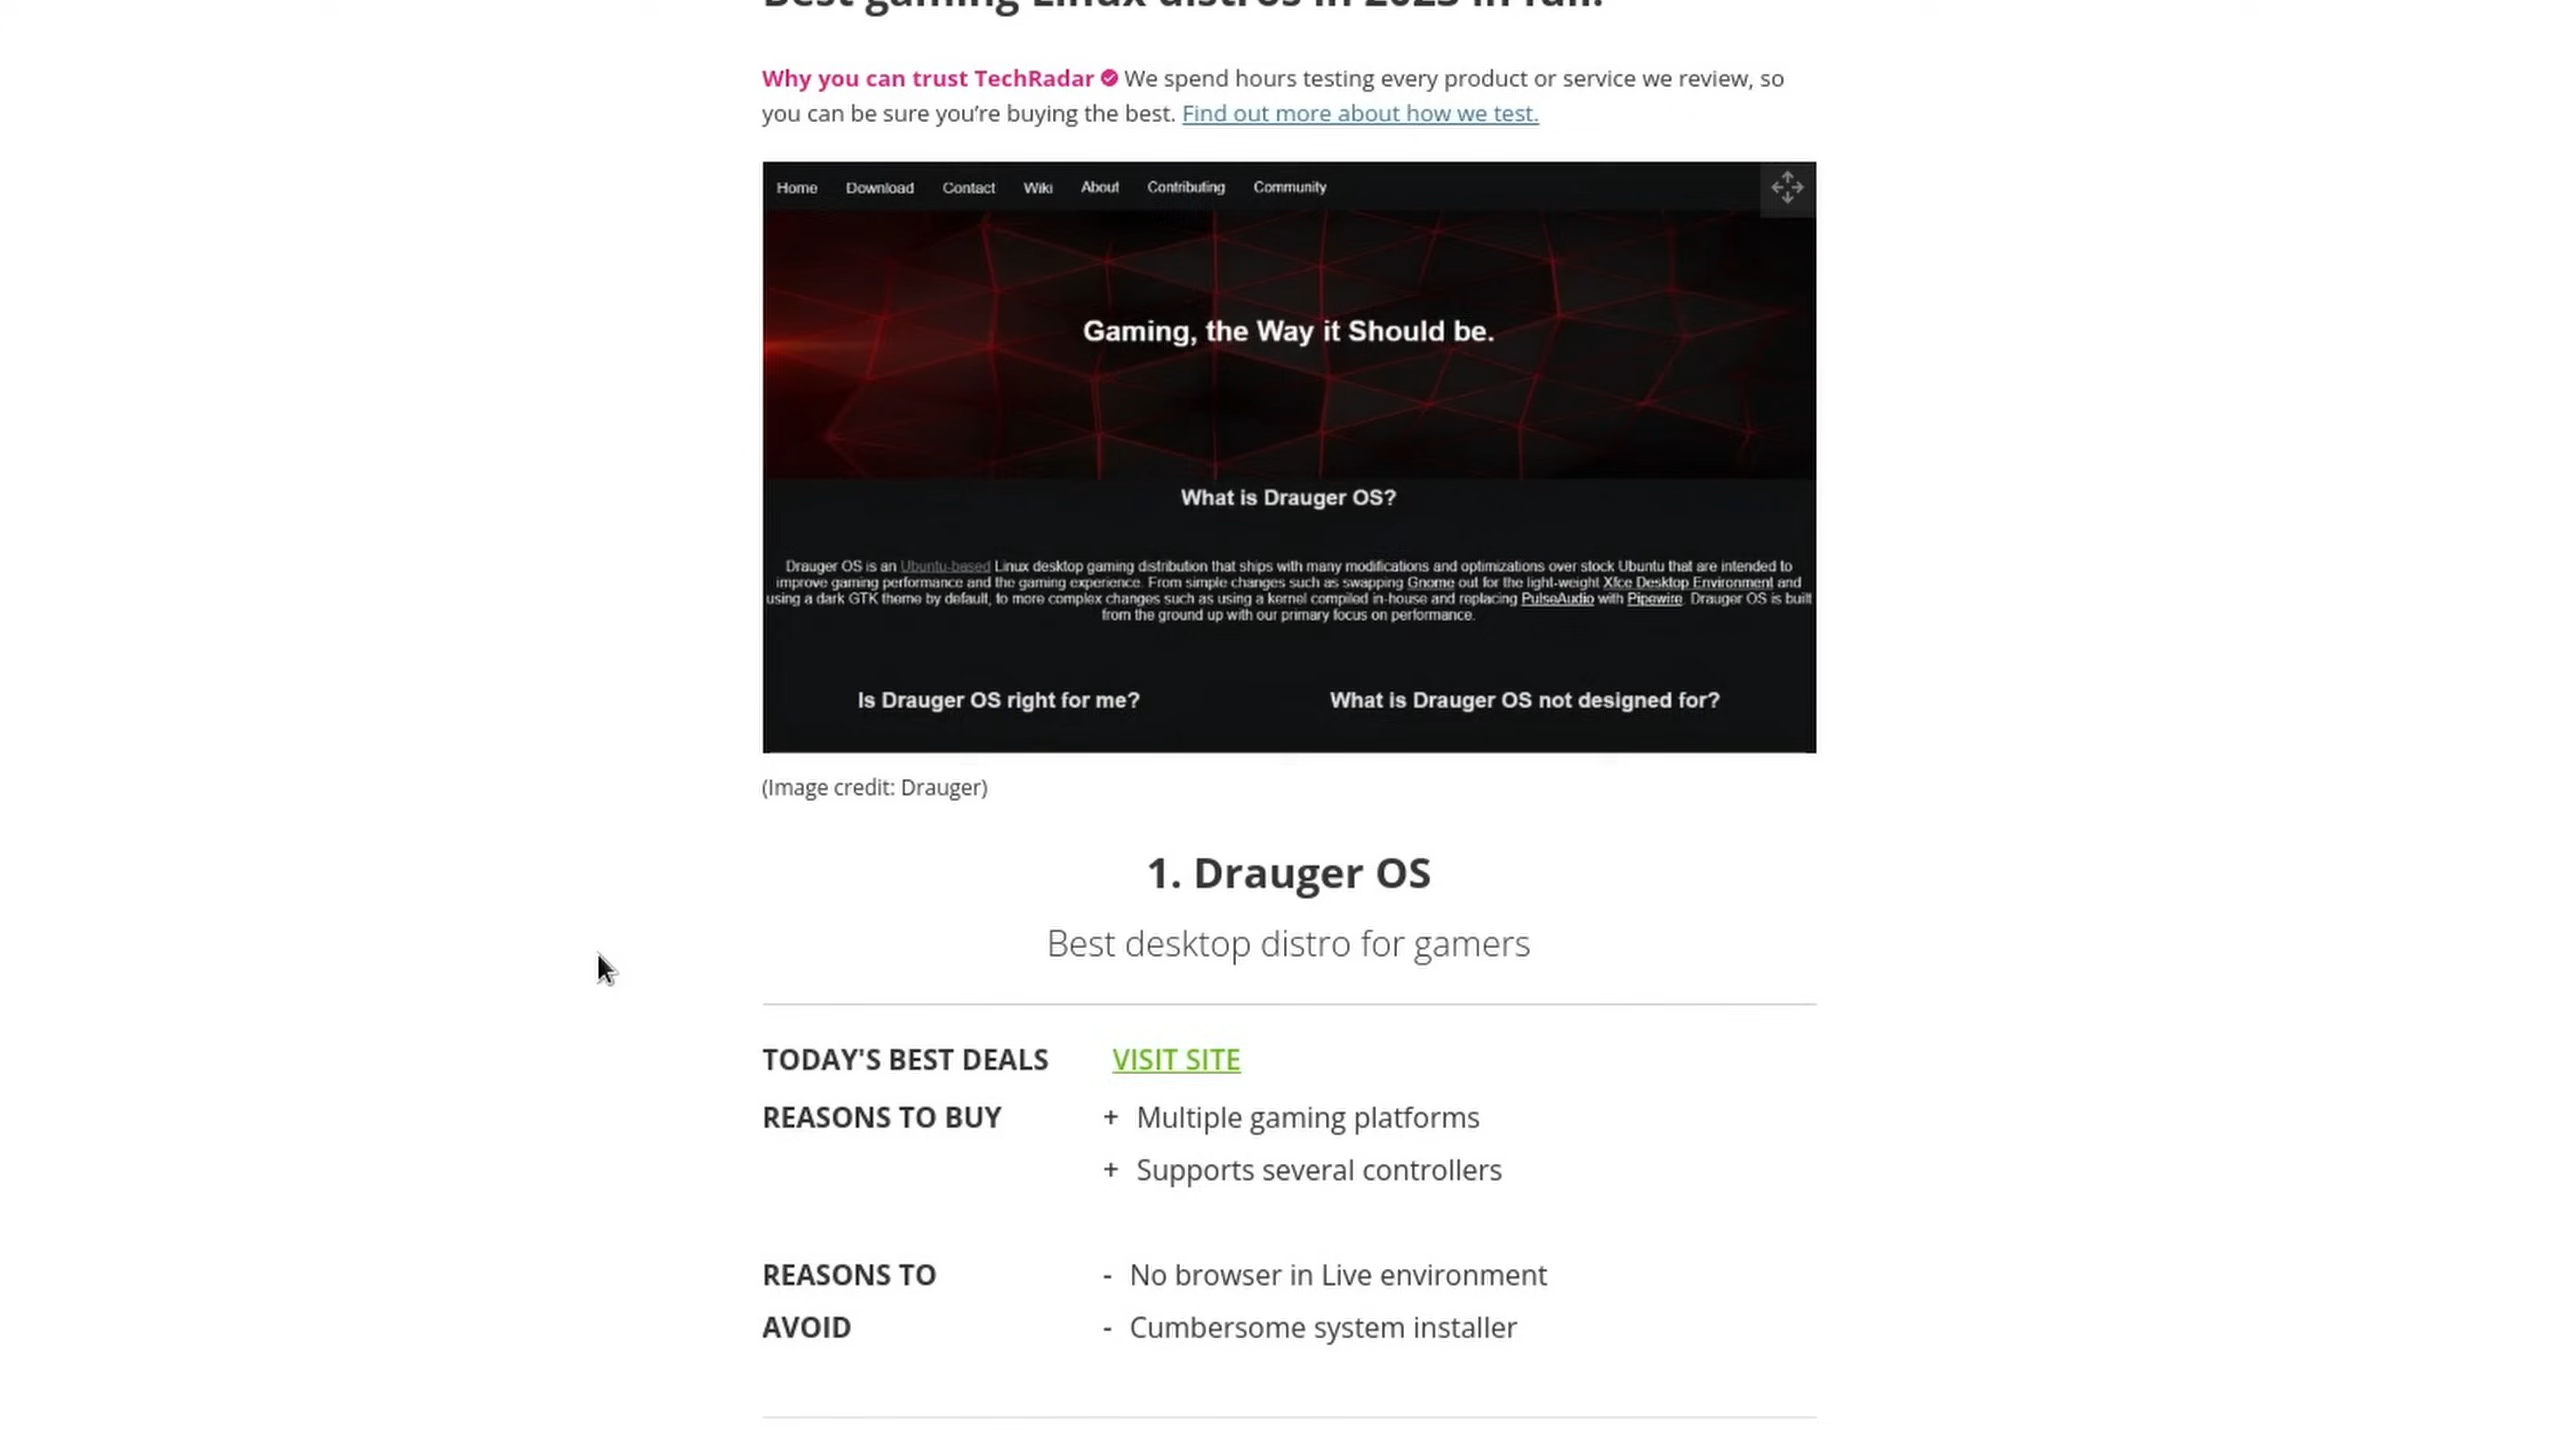 Best gaming Linux distros in 2023 in full:
Why you can trust TechRadar We spend hours testing every product or service we review, so
you can be sure you’re buying the best. Find out more about how we test.
Home Download Contact Wiki About Contributing Community
Gaming, the Way it Should be.
What is Drauger OS?
Drauger OS is an Ubuntu-based Linux desktop gaming distribution that ships with many modifications and optimizations over stock Ubuntu that are intended to
improve gaming performance and the gaming experience. From simple changes such as swapping Gnome out for the light-weight Xfce Desktop Environment and
using a dark GTK theme by default, to more complex changes such as using a kernel compiled in-house and replacing PulseAudio with Pipewire. Drauger OS is built
from the ground up with our primary focus on performance.
Is Drauger OS right for me? What is Drauger OS not designed for?
(Image credit: Drauger)
1. Drauger OS
Best desktop distro for gamers
TODAY'S BEST DEALS VISIT SITE
REASONS TO BUY + Multiple gaming platforms
+ Supports several controllers
REASONS TO - No browser in Live environment
AVOID - Cumbersome system installer